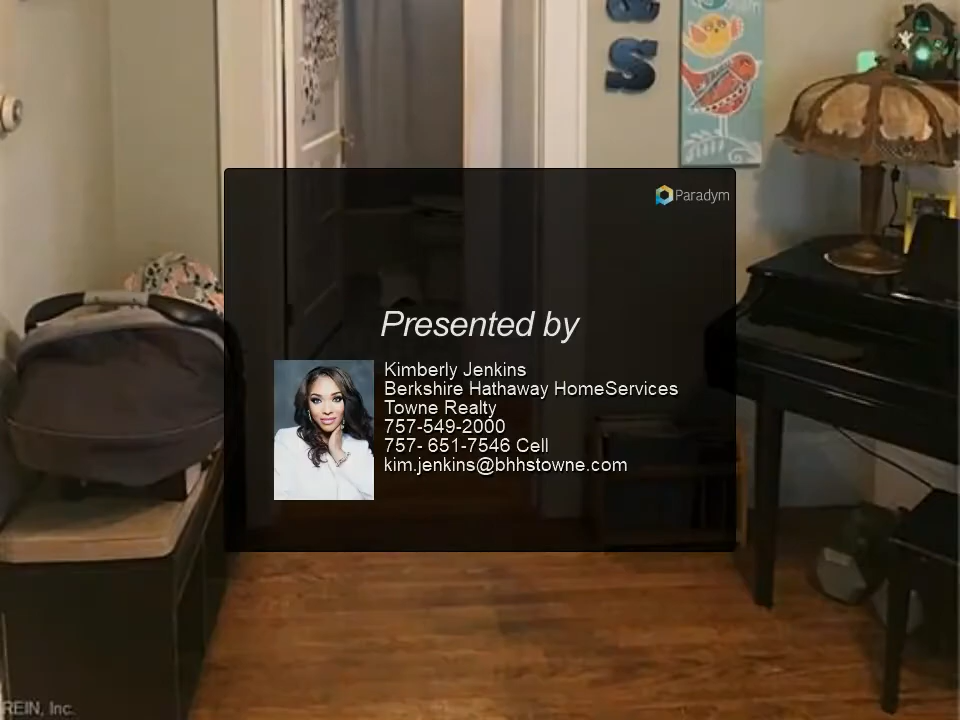 &
S
Paradym
Presented by
Kimberly Jenkins
Berkshire Hathaway HomeServices
Towne Realty
757-549-2000
757- 651-7546 Cell
kim.jenkins@bhhstowne.com
REIN, Inc.